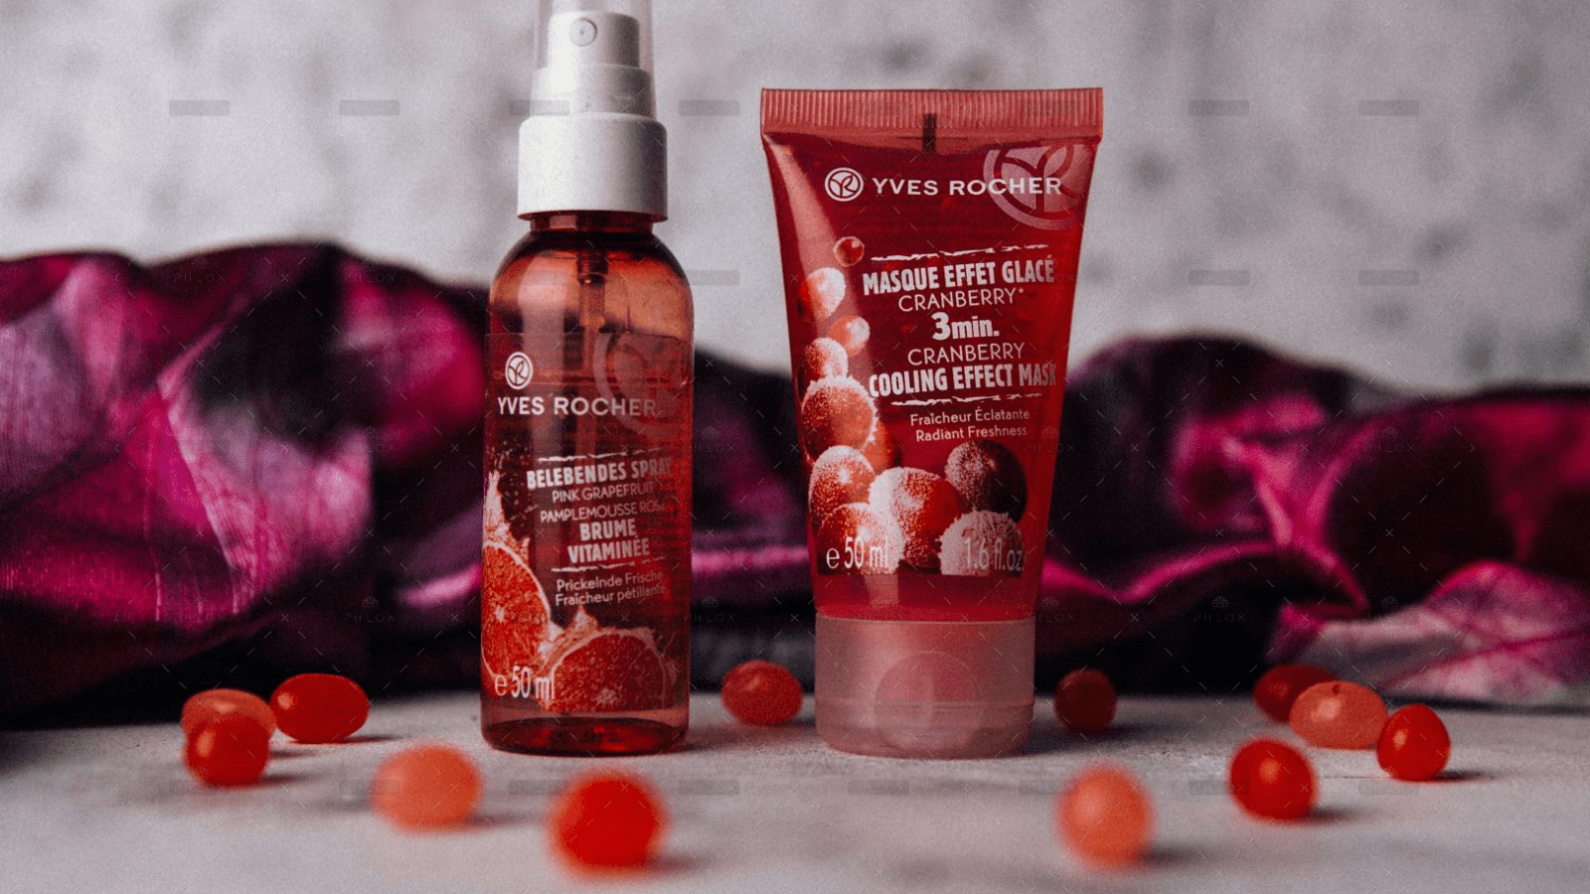 YVES ROCHER
BELEBENDES SPRAY
PINK GRAPEFRUIT
PAMPLEMOUSSE ROSE
BRUME
VITAMINÉE
Prickelnde Frische
Fraîcheur pétillante
e 50 ml
YVES ROCHER
MASQUE EFFET GLACÉ
CRANBERRY*
3min.
CRANBERRY
COOLING EFFECT MASK
Fraîcheur Éclatante
Radiant Freshness
e 50 ml 1.6 fl.oz
PHLOX